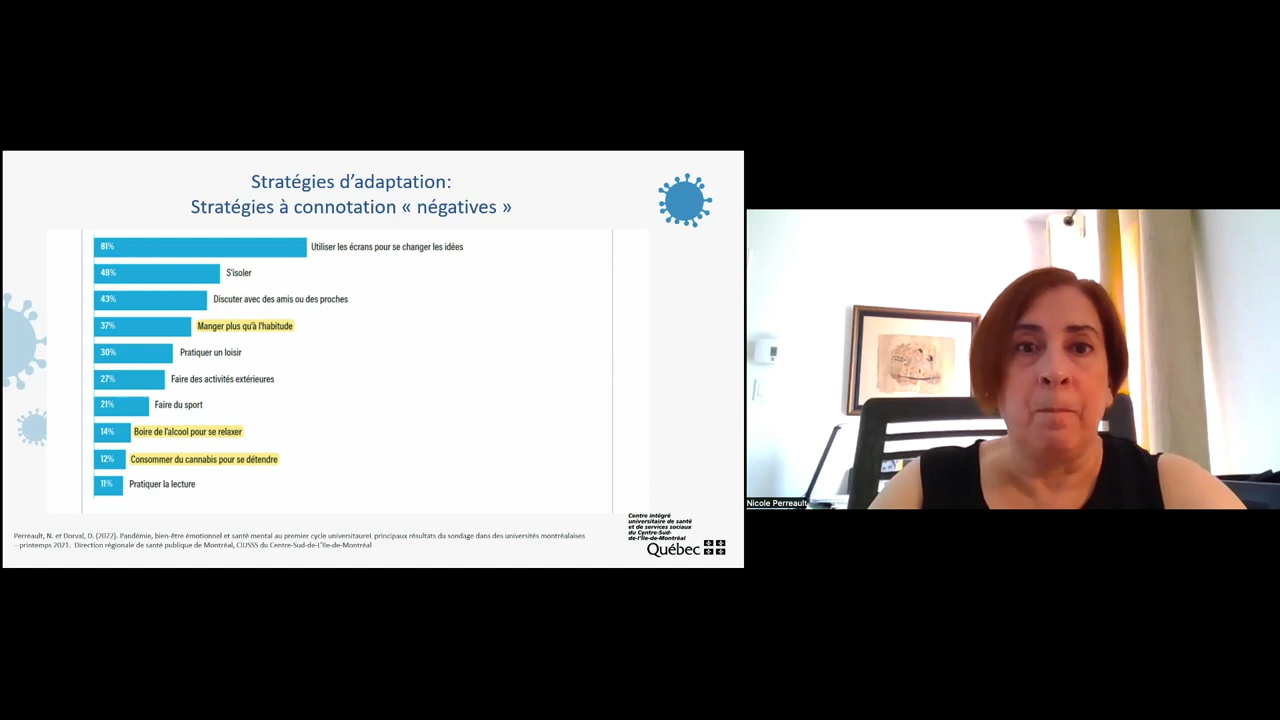 Stratégies d'adaptation:
Stratégies à connotation « négatives »
81% Utiliser les écrans pour se changer les idées
48% S'isoler
43% Discuter avec des amis ou des proches
37% Manger plus qu'à l'habitude
30% Pratiquer un loisir
27% Faire des activités extérieures
21% Faire du sport
14% Boire de l'alcool pour se relaxer
12% Consommer du cannabis pour se détendre
11% Pratiquer la lecture
Perreault, N. et Dorval, D. (2022). Pandémie, bien-être émotionnel et santé mental au premier cycle universitaureL principaux résultats du sondage dans des universités montréalaises
– printemps 2021. Direction régionale de santé publique de Montréal, CIUSSS du Centre-Sud-de-L'île-de-Montréal
Centre intégré
universitaire de santé
et de services sociaux
du Centre-Sud-
de-l'Île-de-Montréal
Québec
Nicole Perreault